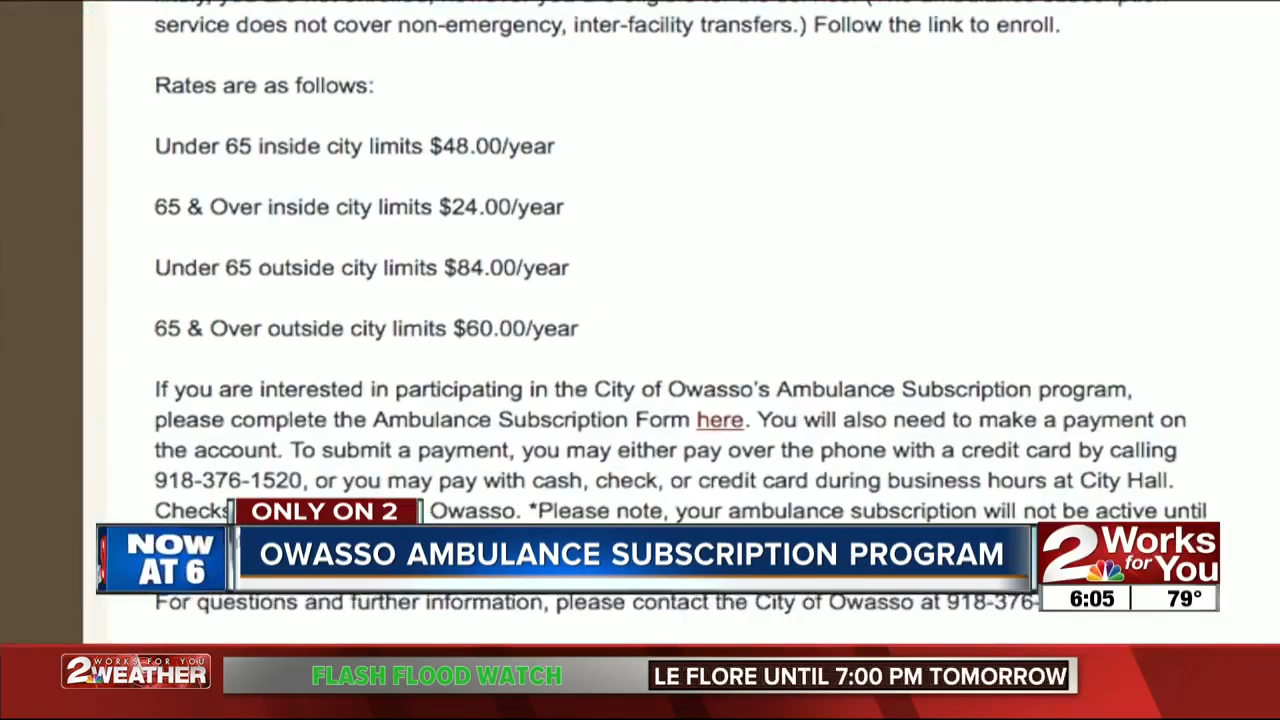 service does not cover non-emergency, inter-facility transfers.) Follow the link to enroll.
Rates are as follows:
Under 65 inside city limits $48.00/year
65 & Over inside city limits $24.00/year
Under 65 outside city limits $84.00/year
65 & Over outside city limits $60.00/year
If you are interested in participating in the City of Owasso's Ambulance Subscription program,
please complete the Ambulance Subscription Form here. You will also need to make a payment on
the account. To submit a payment, you may either pay over the phone with a credit card by calling
918-376-1520, or you may pay with cash, check, or credit card during business hours at City Hall.
Checks Owasso. *Please note, your ambulance subscription will not be active until
ONLY ON 2
NOW AT 6
OWASSO AMBULANCE SUBSCRIPTION PROGRAM
2 Works for You
6:05 79°
For questions and further information, please contact the City of Owasso at 918-376-
2 WORKS FOR YOU
WEATHER
FLASH FLOOD WATCH
LE FLORE UNTIL 7:00 PM TOMORROW